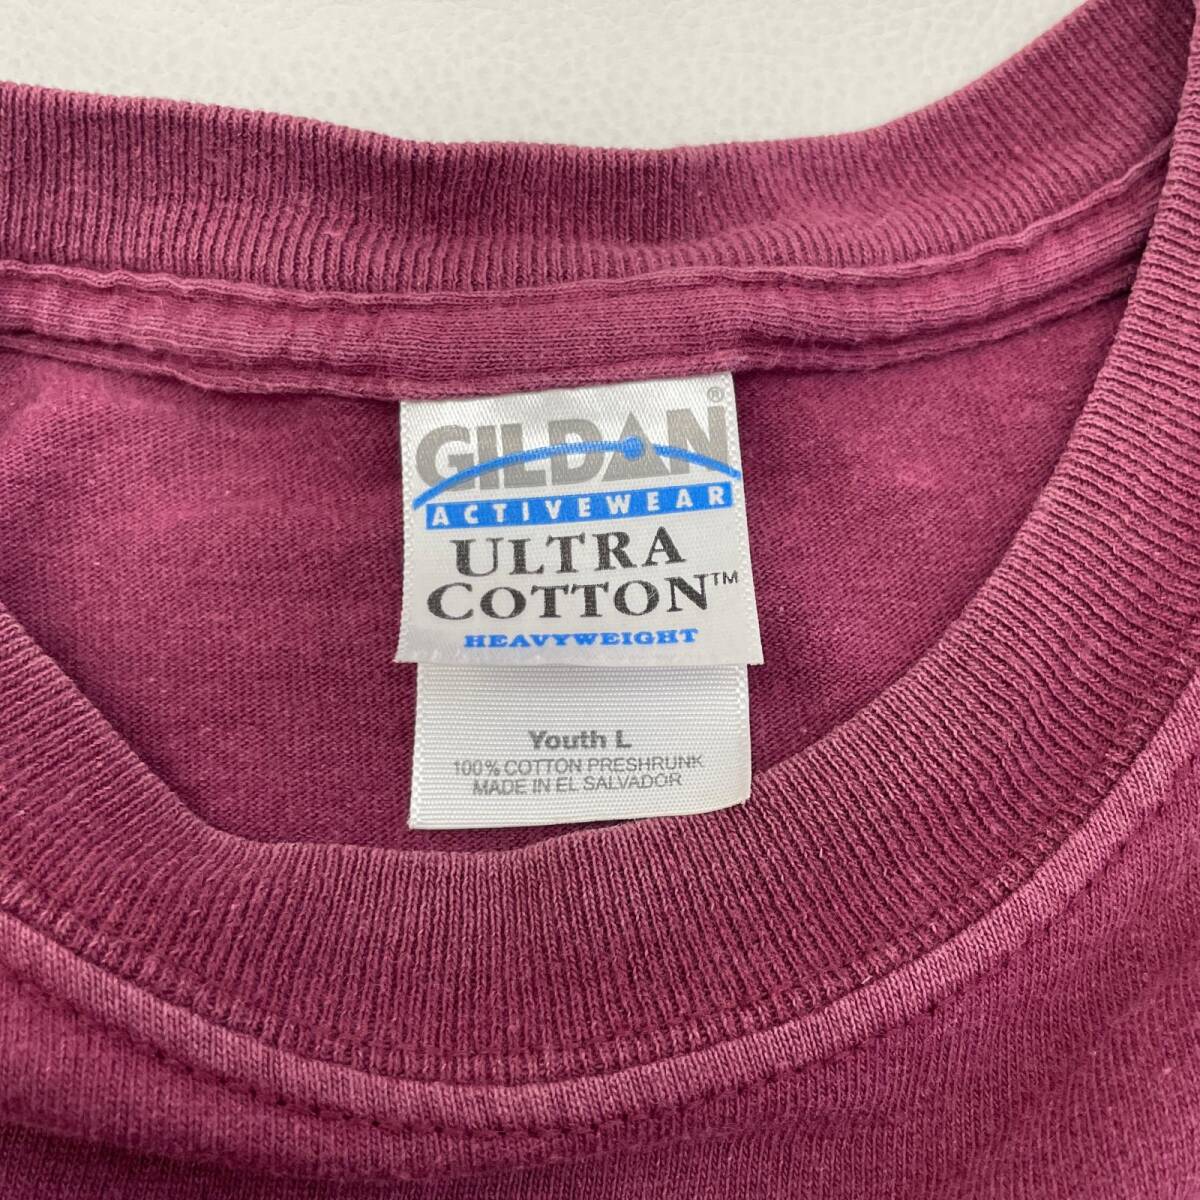 GILDAN®
ACTIVEWEAR
ULTRA
COTTON™
HEAVYWEIGHT
Youth L
100% COTTON PRESHRUNK
MADE IN EL SALVADOR